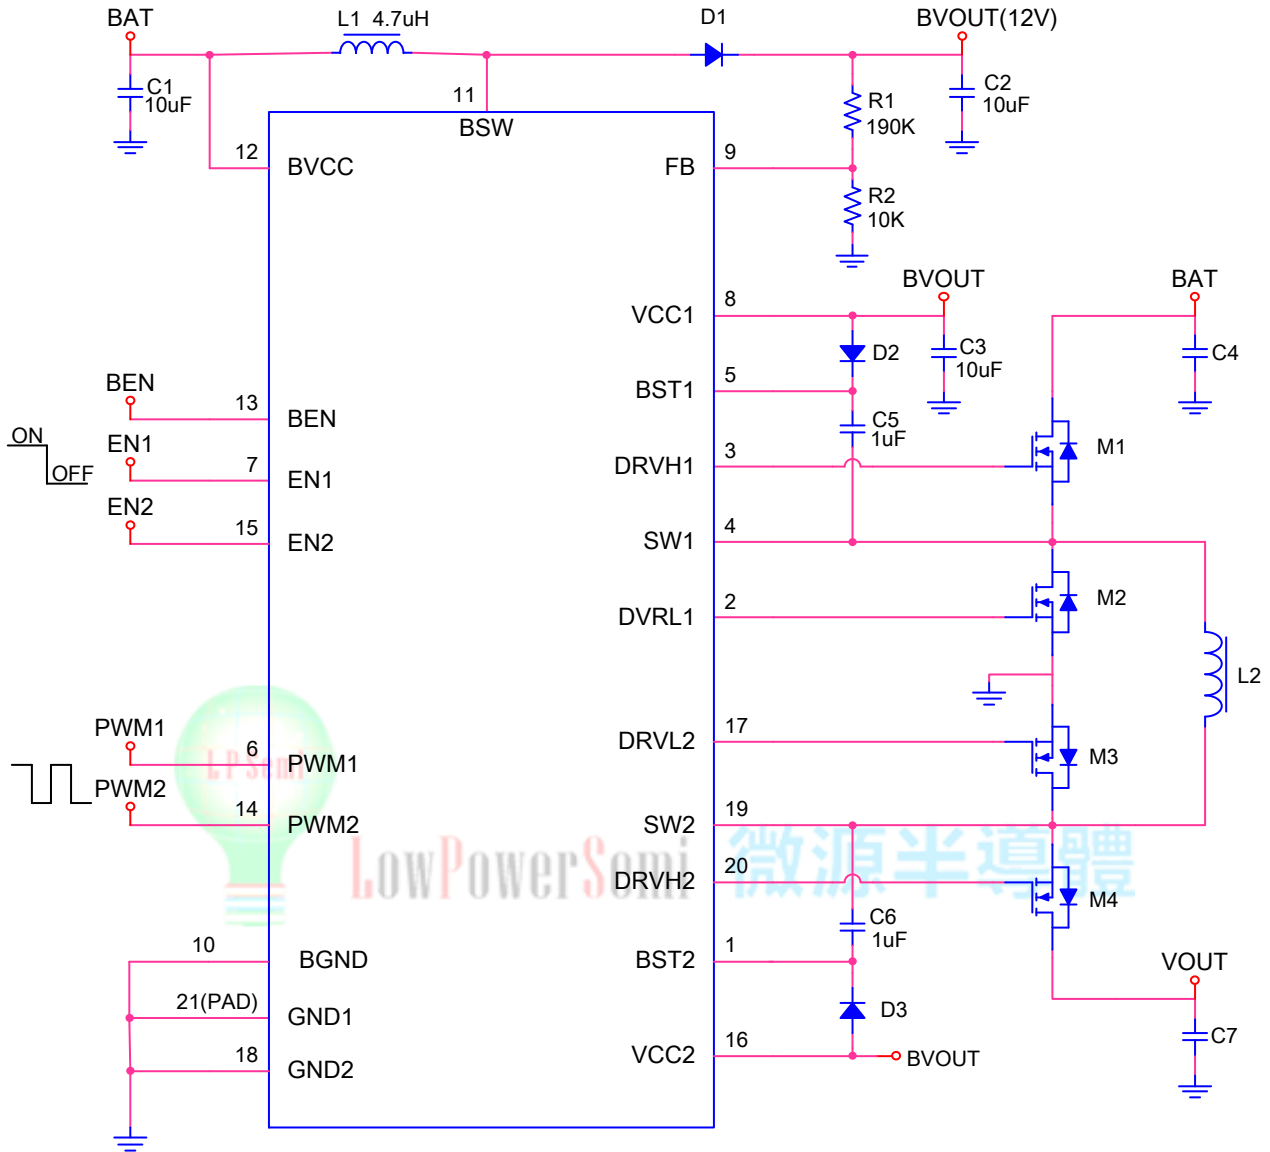 BAT
L1 4.7uH
D1
BVOUT(12V)
C1
10uF
11
BSW
R1
190K
C2
10uF
12
BVCC
FB
9
R2
10K
BVOUT
BAT
VCC1
8
D2
C3
10uF
C4
BEN
13
BEN
BST1
5
C5
1uF
ON
OFF
EN1
7
EN1
DRVH1
3
M1
EN2
15
EN2
SW1
4
DVRL1
2
M2
L2
PWM1
6
PWM1
DRVL2
17
M3
LPSemi
PWM2
14
PWM2
SW2
19
LowPowerSemi 微源半導體
DRVH2
20
M4
C6
1uF
10
BGND
BST2
1
VOUT
21(PAD)
GND1
D3
C7
18
GND2
VCC2
16
BVOUT